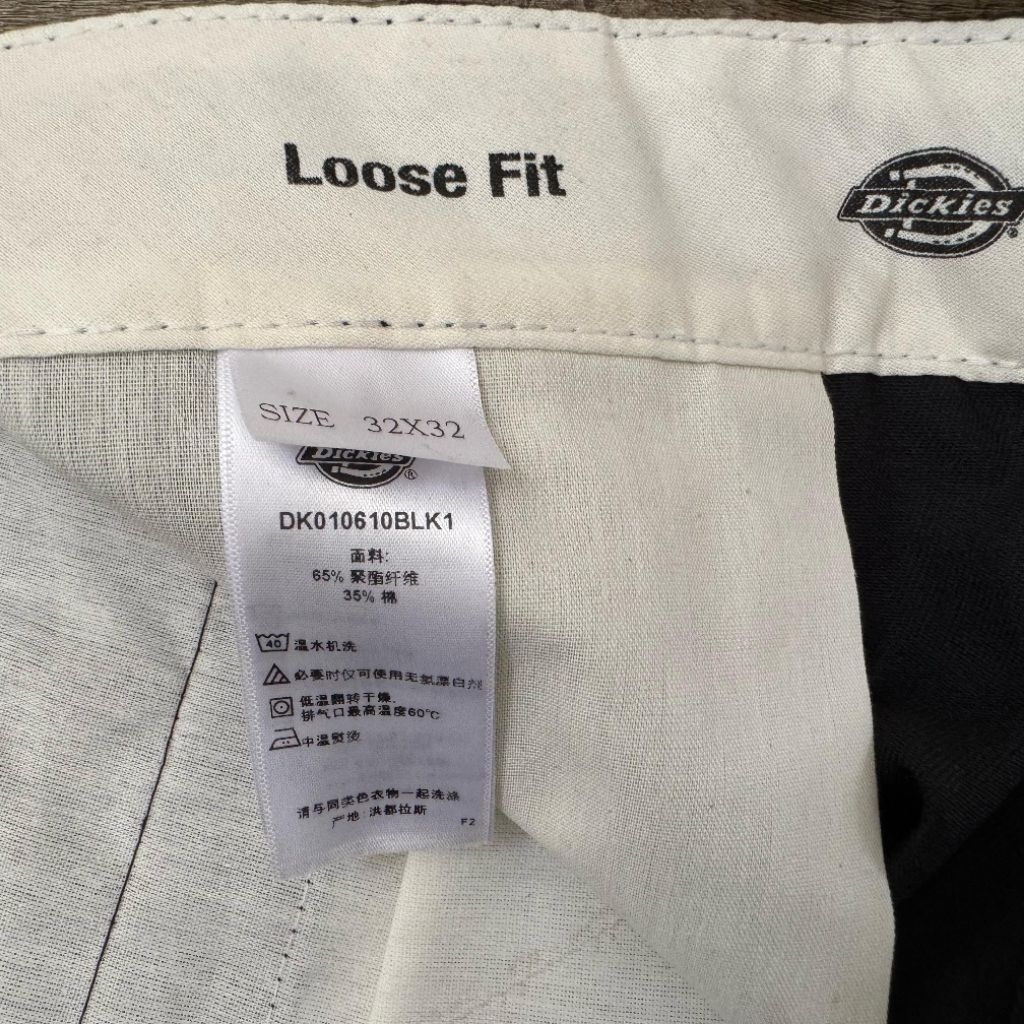 Loose Fit
Dickies®
SIZE 32X32
Dickies®
DK010610BLK1
面料:
65% 聚酯纤维
35% 棉
40 温水机洗
必要时仅可使用无氯漂白剂
低温翻转干燥,
排气口最高温度60℃
中温熨烫
请与同类色衣物一起洗涤
产地: 洪都拉斯
F2